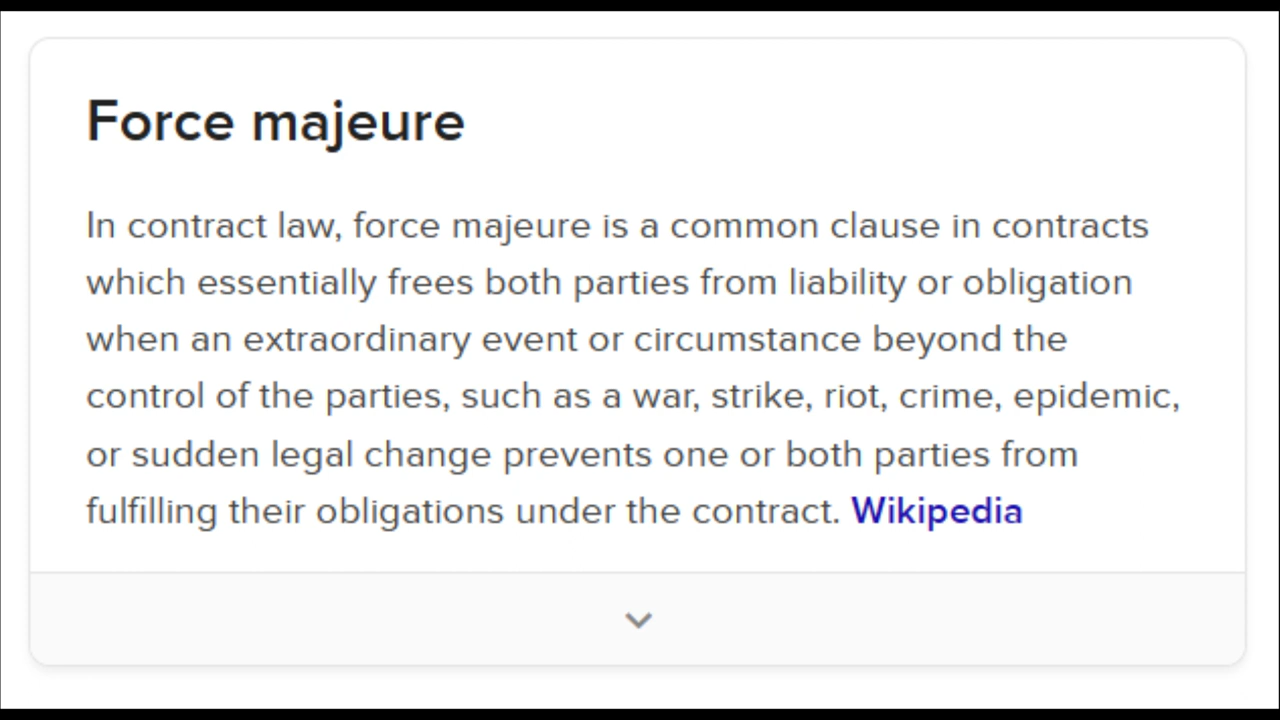 Force majeure
In contract law, force majeure is a common clause in contracts
which essentially frees both parties from liability or obligation
when an extraordinary event or circumstance beyond the
control of the parties, such as a war, strike, riot, crime, epidemic,
or sudden legal change prevents one or both parties from
fulfilling their obligations under the contract. Wikipedia